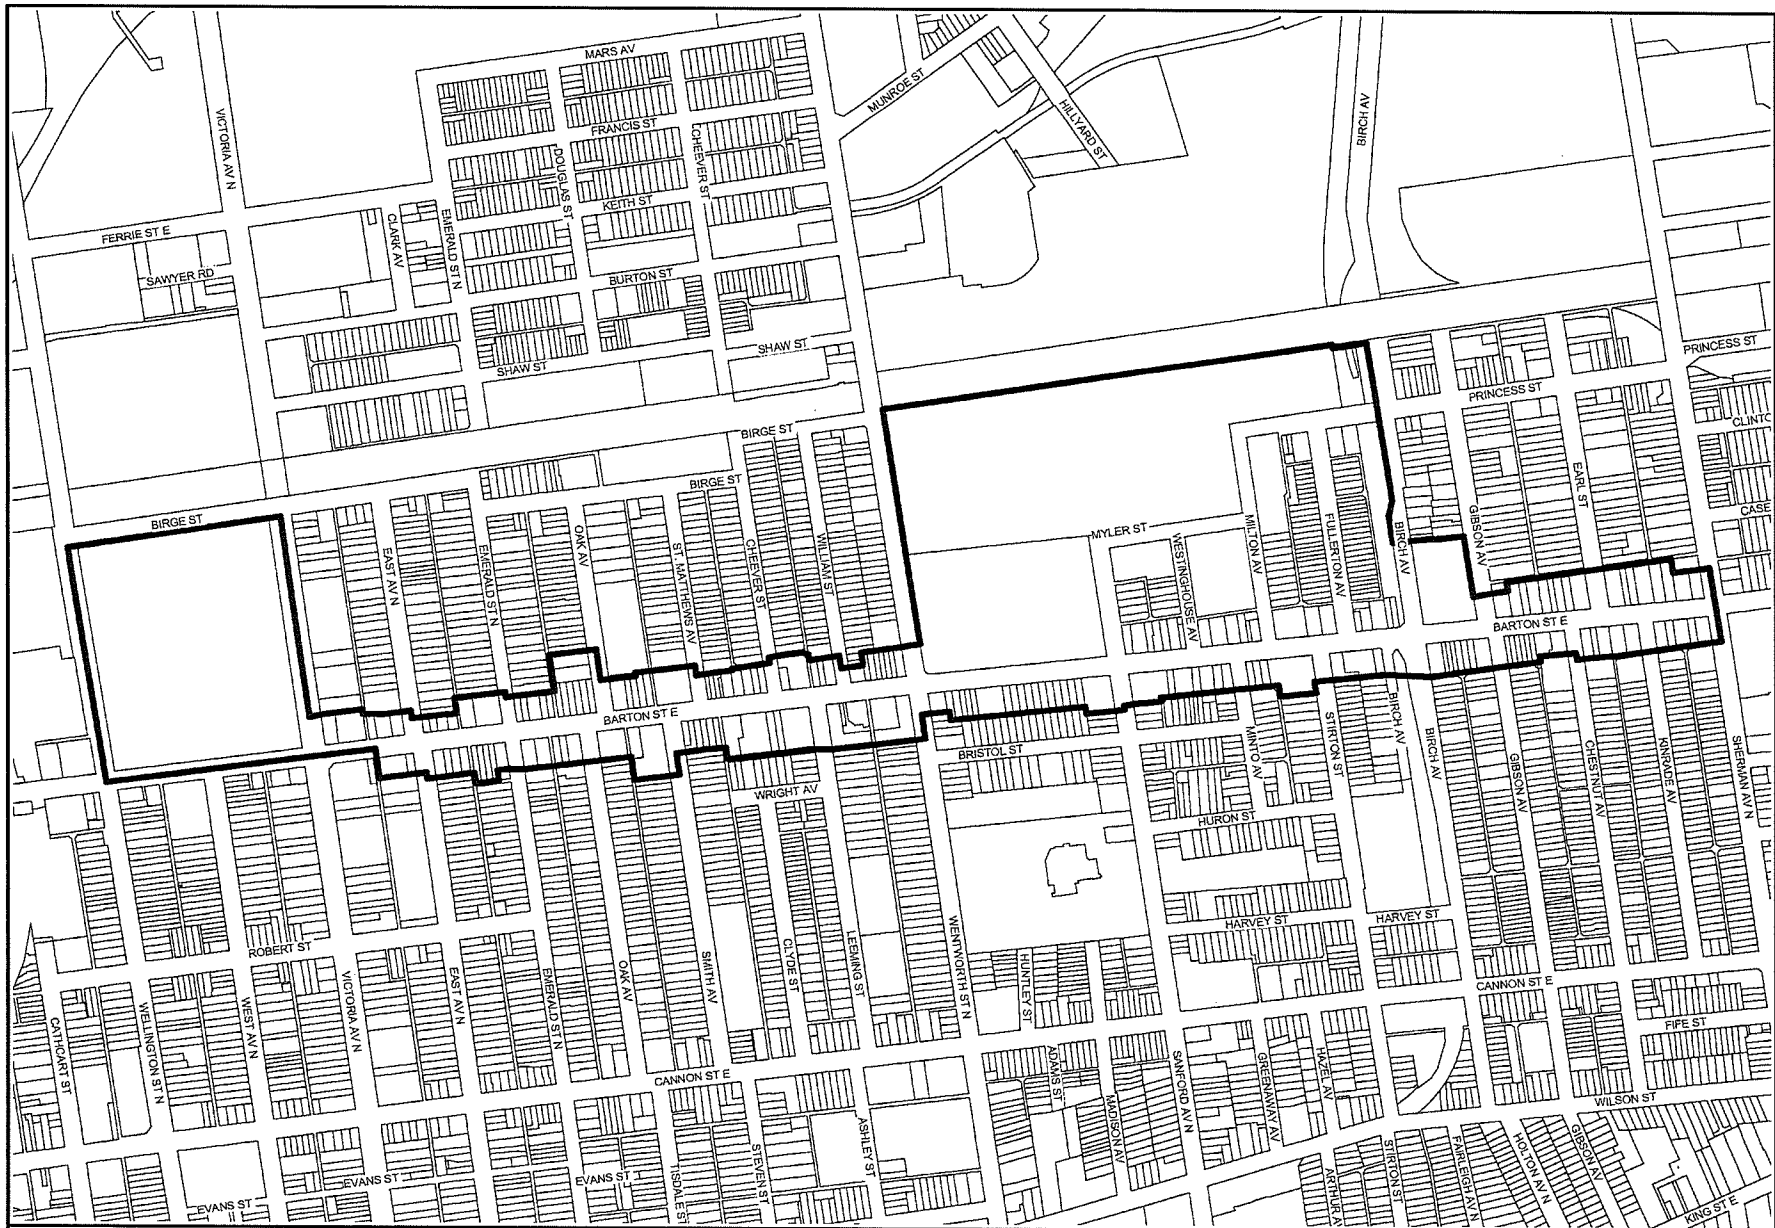 MARS AV
MUNROE ST
HILLYARD ST
BIRCH AV
VICTORIA AV N
FRANCIS ST
CHEEVER ST
DOUGLAS ST
KEITH ST
CLARK AV
EMERALD ST N
FERRIE ST E
SAWYER RD
BURTON ST
SHAW ST
SHAW ST
PRINCESS ST
PRINCESS ST
CLINTO
BIRGE ST
BIRGE ST
BIRGE ST
EARL ST
CASE
GIBSON AV
BIRCH AV
FULLERTON AV
MILTON AV
MYLER ST
WESTINGHOUSE AV
OAK AV
EAST AV N
EMERALD ST N
ST. MATTHEWS AV
CHEEVER ST
WILLIAM ST
BARTON ST E
BARTON ST E
BRISTOL ST
MINTO AV
STIRTON ST
BIRCH AV
BIRCH AV
GIBSON AV
CHESTNUT AV
KINRADE AV
SHERMAN AV N
WRIGHT AV
HURON ST
HARVEY ST
HARVEY ST
ROBERT ST
CLYDE ST
LEEMING ST
WENTWORTH ST N
HUNTLEY ST
CANNON ST E
FIFE ST
CATHCART ST
WELLINGTON ST N
WEST AV N
VICTORIA AV N
EAST AV N
EMERALD ST N
OAK AV
SMITH AV
CANNON ST E
ADAMS ST
MADISON AV
SANFORD AV N
GREENAWAY AV
HAZEL AV
WILSON ST
EVANS ST
EVANS ST
EVANS ST
TISDALE S
STEVEN ST
ASHLEY ST
ARTHUR A
STIRTON ST
FAIRLEIGH AV N
HOLTON AV N
GIBSON AV
KING ST E